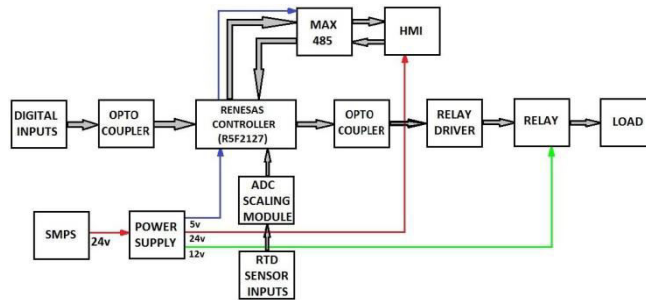 MAX
485
HMI
DIGITAL
INPUTS
OPTO
COUPLER
RENESAS
CONTROLLER
(R5F2127)
OPTO
COUPLER
RELAY
DRIVER
RELAY
LOAD
ADC
SCALING
MODULE
SMPS
24v
POWER
SUPPLY
5v
24v
12v
RTD
SENSOR
INPUTS